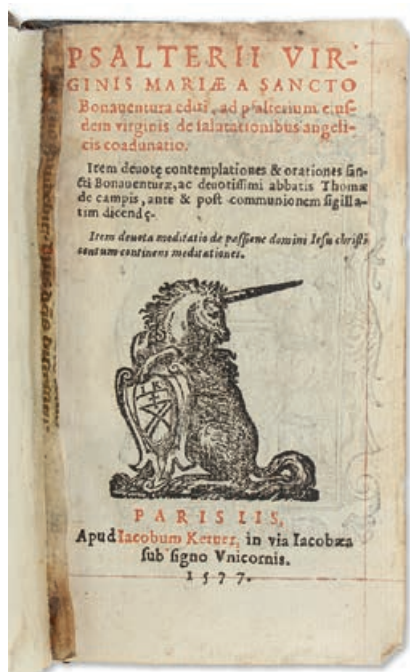 PSALTERII VIR-
GINIS MARIÆ A SANCTO
Bonauentura editi, ad psalterium eius-
dem virginis de salutationibus angeli-
cis coadunatio.
Item deuotę contemplationes & orationes san-
cti Bonauenturæ, ac deuotissimi abbatis Thomæ
de campis, ante & post communionem sigilla-
tim dicendę.
Item deuota meditatio de passione domini Iesu christi
centum continens meditationes.
I K
PARISIIS,
Apud Iacobum Keruer, in via Iacobæa
sub signo Vnicornis.
1577.